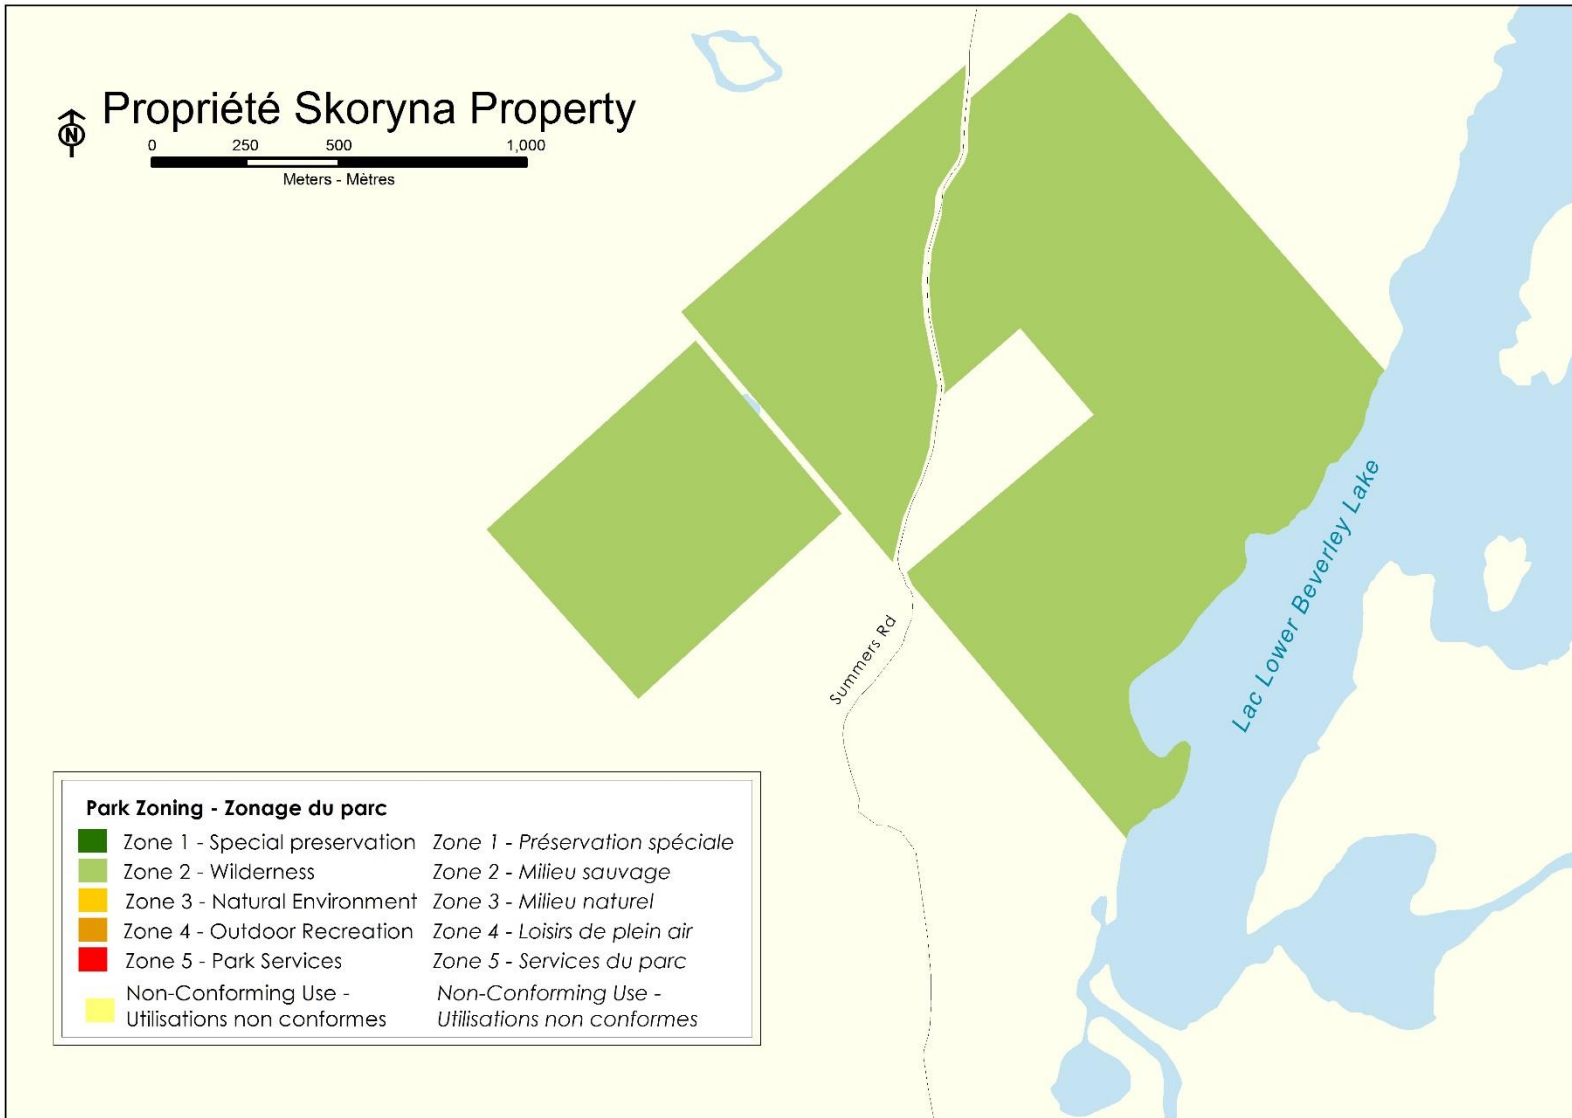 Propriété Skoryna Property
N
0 250 500 1,000
Meters - Mètres
Summers Rd
Lac Lower Beverley Lake
Park Zoning - Zonage du parc
Zone 1 - Special preservation Zone 1 - Préservation spéciale
Zone 2 - Wilderness Zone 2 - Milieu sauvage
Zone 3 - Natural Environment Zone 3 - Milieu naturel
Zone 4 - Outdoor Recreation Zone 4 - Loisirs de plein air
Zone 5 - Park Services Zone 5 - Services du parc
Non-Conforming Use - Non-Conforming Use -
Utilisations non conformes Utilisations non conformes